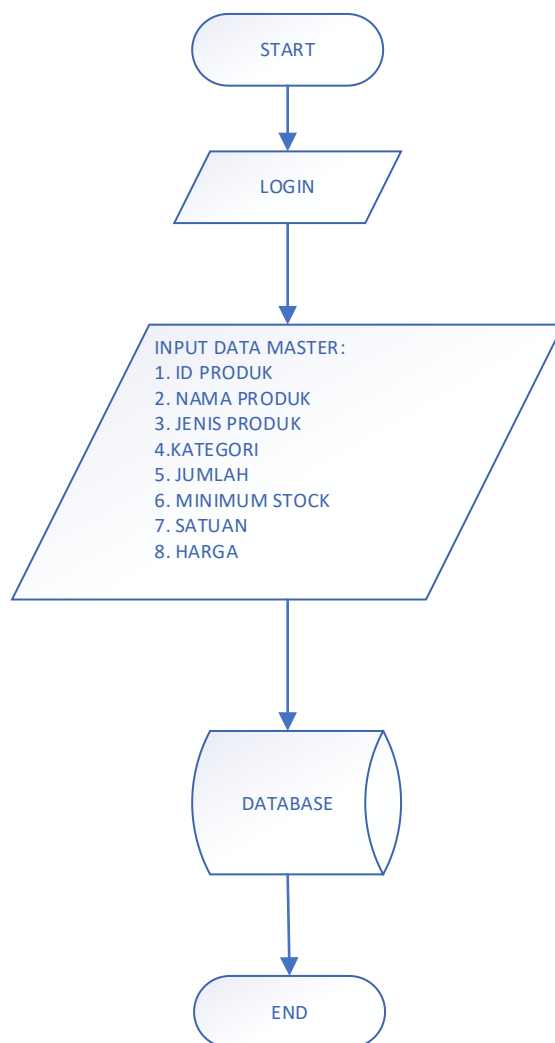 START
LOGIN
INPUT DATA MASTER:
1. ID PRODUK
2. NAMA PRODUK
3. JENIS PRODUK
4.KATEGORI
5. JUMLAH
6. MINIMUM STOCK
7. SATUAN
8. HARGA
DATABASE
END